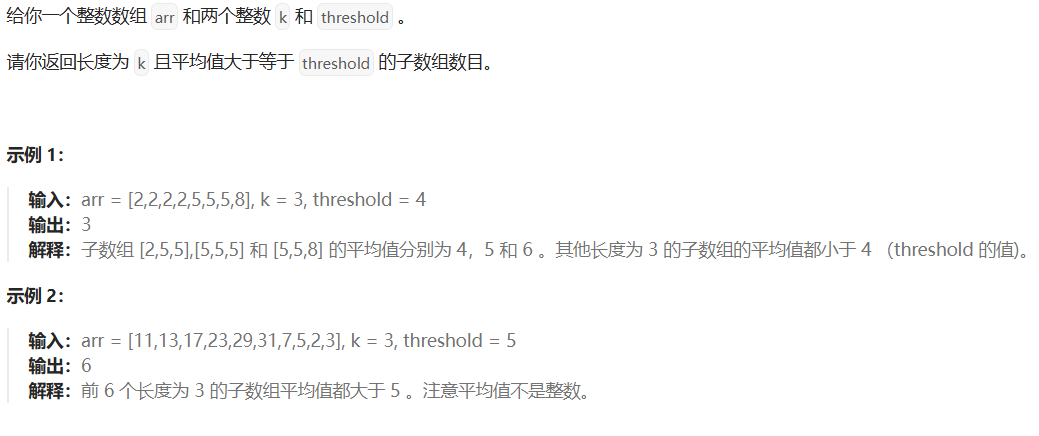 给你一个整数数组 arr 和两个整数 k 和 threshold 。
请你返回长度为 k 且平均值大于等于 threshold 的子数组数目。
示例 1：
输入：arr = [2,2,2,2,5,5,5,8], k = 3, threshold = 4
输出：3
解释：子数组 [2,5,5],[5,5,5] 和 [5,5,8] 的平均值分别为 4，5 和 6 。其他长度为 3 的子数组的平均值都小于 4 （threshold 的值)。
示例 2：
输入：arr = [11,13,17,23,29,31,7,5,2,3], k = 3, threshold = 5
输出：6
解释：前 6 个长度为 3 的子数组平均值都大于 5 。注意平均值不是整数。